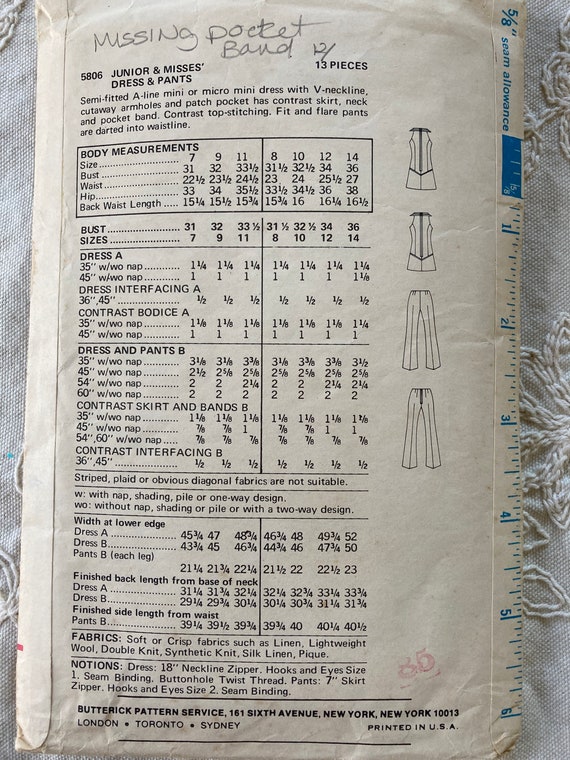 Missing pocket
Band
12/
5806 JUNIOR & MISSES' 13 PIECES
DRESS & PANTS
Semi-fitted A-line mini or micro mini dress with V-neckline,
cutaway armholes and patch pocket has contrast skirt, neck
and pocket band. Contrast top-stitching. Fit and flare pants
are darted into waistline.
BODY MEASUREMENTS
Size 7 9 11 8 10 12 14
Bust 31 32 33½ 31½ 32½ 34 36
Waist 22½ 23½ 24½ 23 24 25½ 27
Hip 33 34 35½ 33½ 34½ 36 38
Back Waist Length 15¼ 15½ 15¾ 15¾ 16 16¼ 16½
BUST 31 32 33½ 31½ 32½ 34 36
SIZES 7 9 11 8 10 12 14
DRESS A
35" w/wo nap 1¼ 1¼ 1¼ 1¼ 1¼ 1¼ 1¼
45" w/wo nap 1 1 1 1 1 1 1⅛
DRESS INTERFACING A
36",45" ½ ½ ½ ½ ½ ½ ½
CONTRAST BODICE A
35" w/wo nap 1⅛ 1⅛ 1⅛ 1⅛ 1⅛ 1⅛ 1¼
45" w/wo nap 1 1 1 1 1 1 1
DRESS AND PANTS B
35" w/wo nap 3⅛ 3⅛ 3⅜ 3⅛ 3⅜ 3⅜ 3½
45" w/wo nap 2½ 2⅝ 2⅝ 2⅝ 2⅝ 2⅝ 2⅝
54" w/wo nap 2 2 2¼ 2 2 2¼ 2¼
60" w/wo nap 2 2 2 2 2 2 2
CONTRAST SKIRT AND BANDS B
35" w/wo nap 1⅛ 1⅛ 1⅛ 1⅛ 1⅛ 1⅛
45" w/wo nap ⅞ ⅞ 1 ⅞ ⅞ 1 1
54",60" w/wo nap ⅞ ⅞ ⅞ ⅞ ⅞ ⅞ ⅞
CONTRAST INTERFACING B
36",45" ½ ½ ½ ½ ½ ½ ½
Striped, plaid or obvious diagonal fabrics are not suitable.
w: with nap, shading, pile or one-way design.
wo: without nap, shading or pile or with a two-way design.
Width at lower edge
Dress A 45¾ 47 48¾ 46¾ 48 49¾ 52
Dress B 43¾ 45 46¾ 44¾ 46 47¾ 50
Pants B (each leg)
21¼ 21¾ 22¼ 21½ 22 22½ 23
Finished back length from base of neck
Dress A 31¼ 31¾ 32¼ 32¼ 32¾ 33¼ 33¾
Dress B 29¼ 29¾ 30¼ 30¼ 30¾ 31¼ 31¾
Finished side length from waist
Pants B 39¼ 39½ 39¾ 39¾ 40 40¼ 40½
FABRICS: Soft or Crisp fabrics such as Linen, Lightweight
Wool, Double Knit, Synthetic Knit, Silk Linen, Pique.
NOTIONS: Dress: 18" Neckline Zipper. Hooks and Eyes Size
1. Seam Binding. Buttonhole Twist Thread. Pants: 7" Skirt
Zipper. Hooks and Eyes Size 2. Seam Binding.
BUTTERICK PATTERN SERVICE, 161 SIXTH AVENUE, NEW YORK, NEW YORK 10013
LONDON • TORONTO • SYDNEY PRINTED IN U.S.A.
5/8" seam allowance
5/8
1
2
3
4
5
6